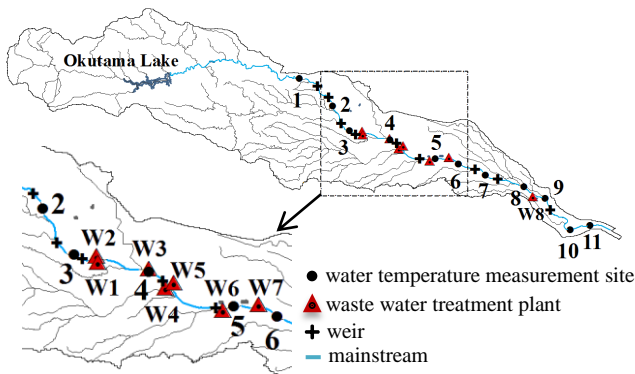 Okutama Lake
1
2
3
4
5
6
7
8
9
W8
10
11
2
3
W2
W1
W3
4
W5
W4
W6
W7
5
6
water temperature measurement site
waste water treatment plant
weir
mainstream